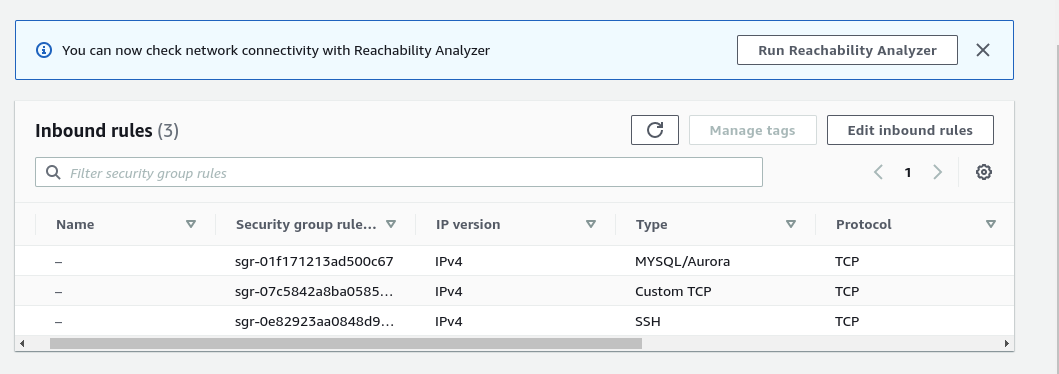 You can now check network connectivity with Reachability Analyzer Run Reachability Analyzer
Inbound rules (3) Manage tags Edit inbound rules
Filter security group rules 1
Name Security group rule... IP version Type Protocol
– sgr-01f171213ad500c67 IPv4 MYSQL/Aurora TCP
– sgr-07c5842a8ba0585... IPv4 Custom TCP TCP
– sgr-0e82923aa0848d9... IPv4 SSH TCP